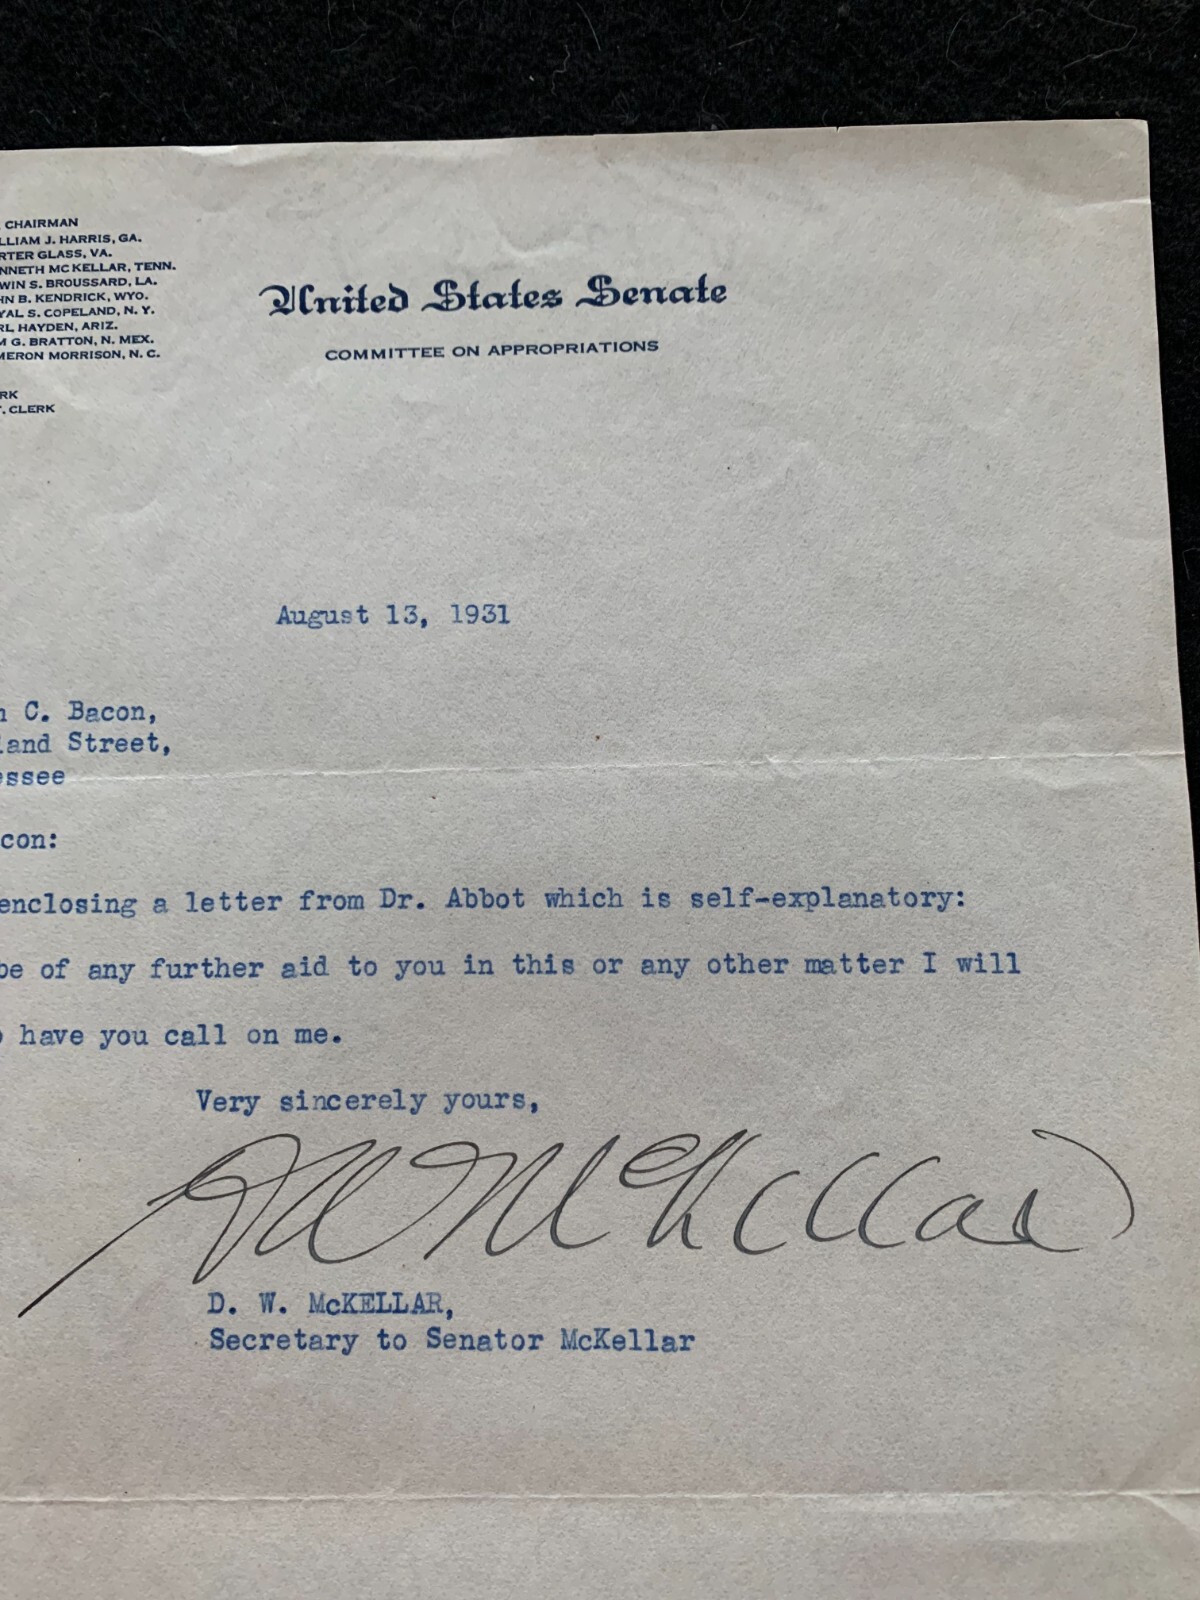 , CHAIRMAN
LLIAM J. HARRIS, GA.
RTER GLASS, VA.
NNETH MCKELLAR, TENN.
WIN S. BROUSSARD, LA.
HN B. KENDRICK, WYO.
YAL S. COPELAND, N. Y.
RL HAYDEN, ARIZ.
M G. BRATTON, N. MEX.
MERON MORRISON, N. C.
RK
T. CLERK
United States Senate
COMMITTEE ON APPROPRIATIONS
August 13, 1931
n C. Bacon,
land Street,
essee
con:
enclosing a letter from Dr. Abbot which is self-explanatory:
be of any further aid to you in this or any other matter I will
o have you call on me.
Very sincerely yours,
D W McKellar
D. W. McKELLAR,
Secretary to Senator McKellar